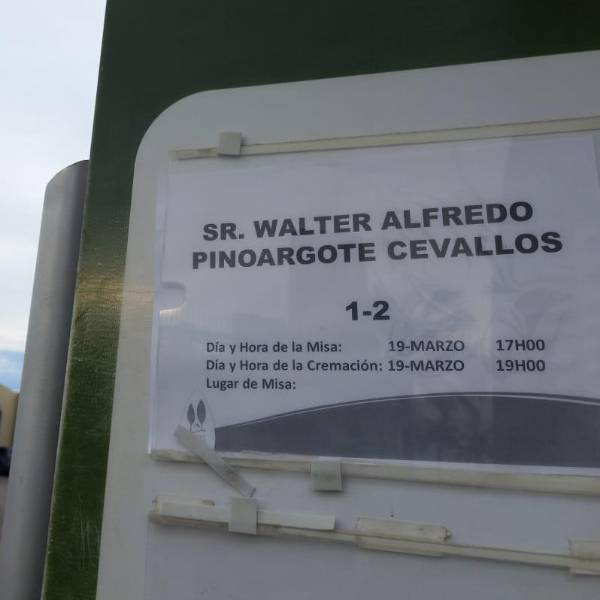 SR. WALTER ALFREDO
PINOARGOTE CEVALLOS
1-2
Día y Hora de la Misa: 19-MARZO 17H00
Día y Hora de la Cremación: 19-MARZO 19H00
Lugar de Misa: